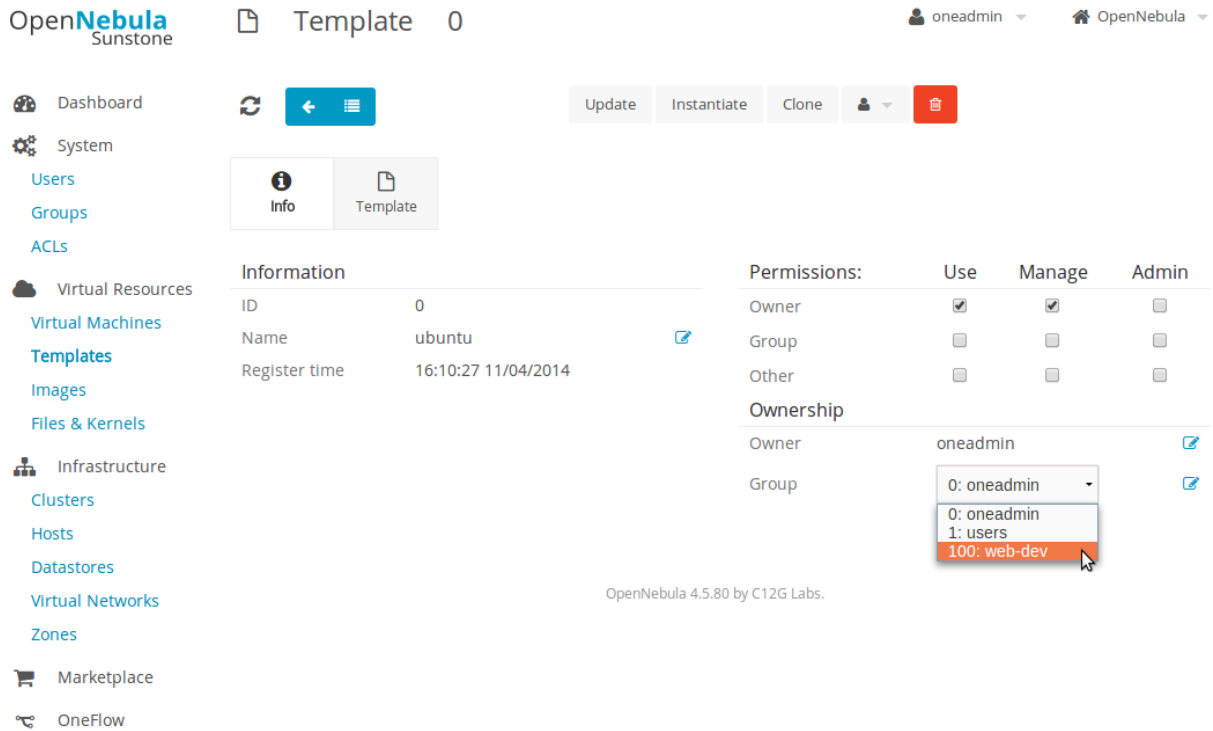 OpenNebula
Sunstone
Template 0
oneadmin
OpenNebula
Dashboard
System
Users
Groups
ACLs
Virtual Resources
Virtual Machines
Templates
Images
Files & Kernels
Infrastructure
Clusters
Hosts
Datastores
Virtual Networks
Zones
Marketplace
OneFlow
Update Instantiate Clone
Info Template
Information
ID 0
Name ubuntu
Register time 16:10:27 11/04/2014
Permissions: Use Manage Admin
Owner
Group
Other
Ownership
Owner oneadmin
Group 0: oneadmin
0: oneadmin
1: users
100: web-dev
OpenNebula 4.5.80 by C12G Labs.